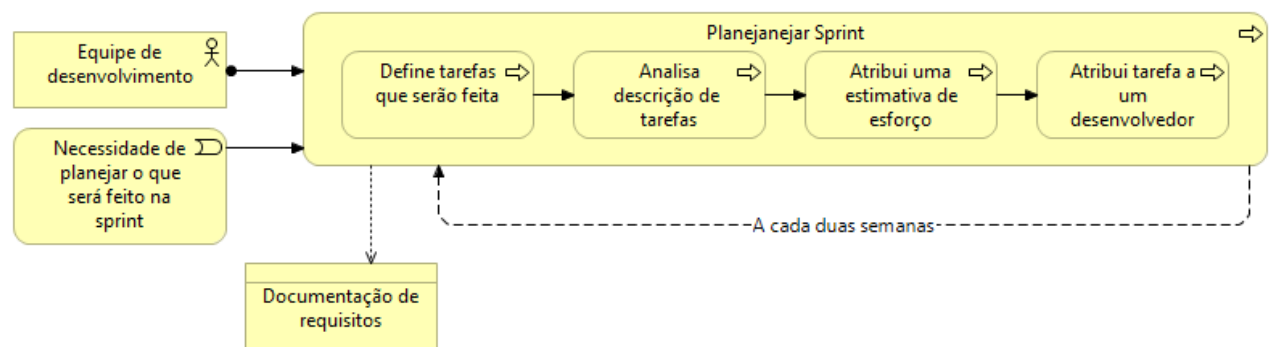 Planejanejar Sprint
Equipe de
desenvolvimento
Define tarefas
que serão feita
Analisa
descrição de
tarefas
Atribui uma
estimativa de
esforço
Atribui tarefa a
um
desenvolvedor
Necessidade de
planejar o que
será feito na
sprint
A cada duas semanas
Documentação de
requisitos